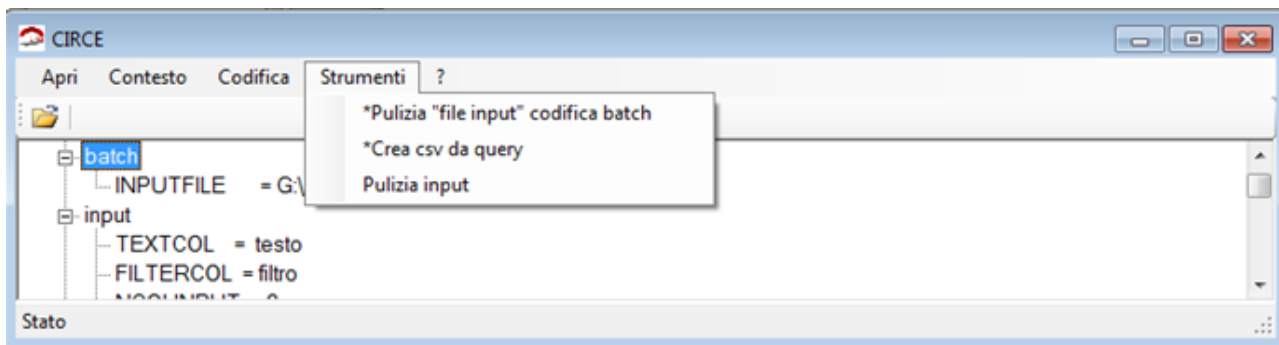 CIRCE
Apri Contesto Codifica Strumenti ?
*Pulizia "file input" codifica batch
*Crea csv da query
Pulizia input
batch
INPUTFILE = G:\
input
TEXTCOL = testo
FILTERCOL = filtro
Stato